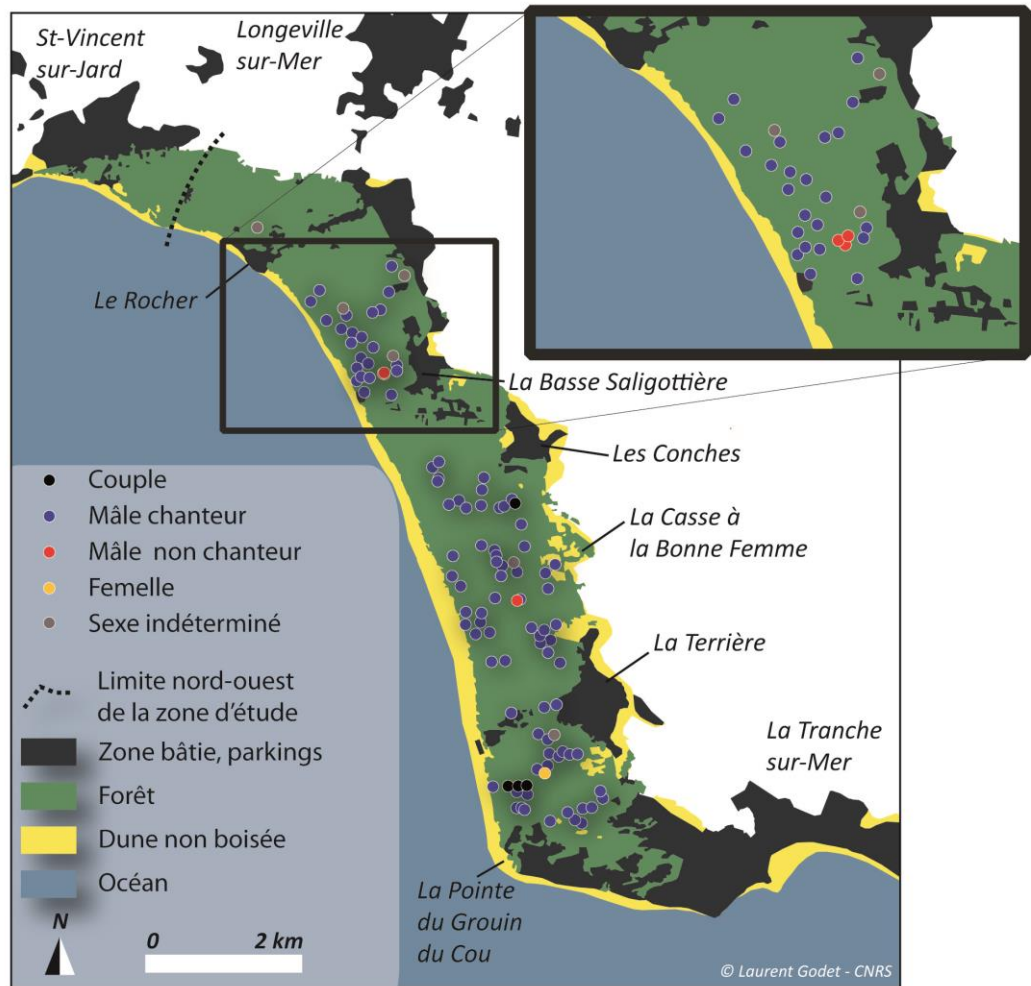 St-Vincent
sur-Jard
Longeville
sur-Mer
Le Rocher
La Basse Saligottière
Les Conches
La Casse à
la Bonne Femme
La Terrière
La Tranche
sur-Mer
La Pointe
du Grouin
du Cou
Couple
Mâle chanteur
Mâle non chanteur
Femelle
Sexe indéterminé
Limite nord-ouest
de la zone d'étude
Zone bâtie, parkings
Forêt
Dune non boisée
Océan
N
0 2 km
© Laurent Godet - CNRS